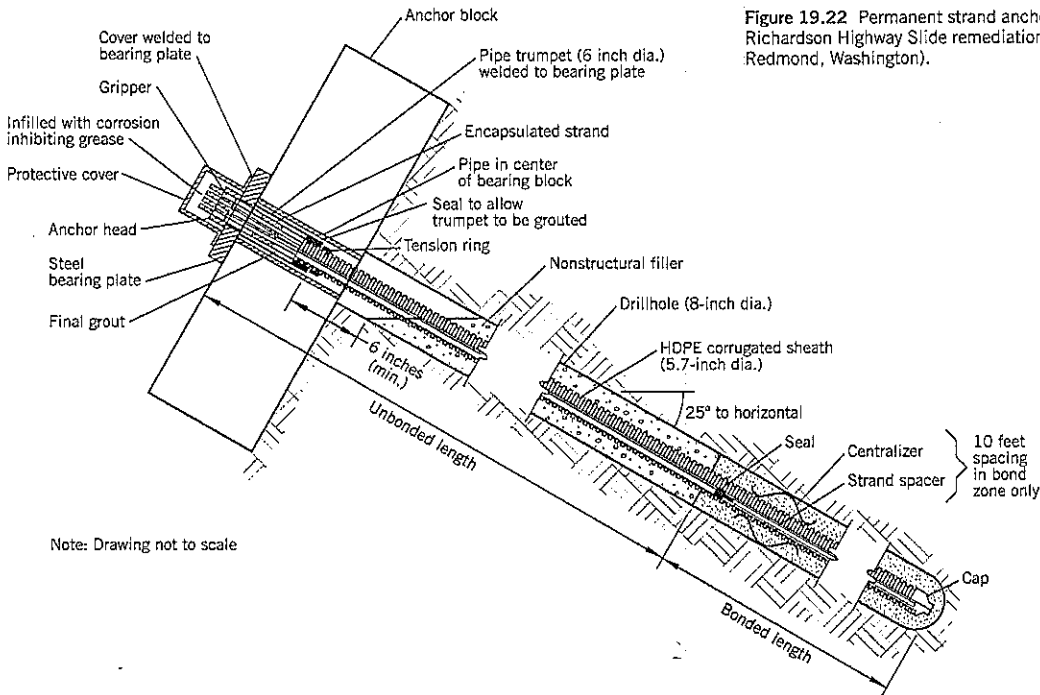 Anchor block
Figure 19.22 Permanent strand
Richardson Highway Slide remediation
Redmond, Washington).
Cover welded to
bearing plate
Pipe trumpet (6 inch dia.)
welded to bearing plate
Gripper
Infilled with corrosion
inhibiting grease
Encapsulated strand
Protective cover
Pipe in center
of bearing block
Seal to allow
trumpet to be grouted
Anchor head
Tension ring
Steel
bearing plate
Nonstructural filler
Final grout
Drillhole (8-inch dia.)
HDPE corrugated sheath
(5.7-inch dia.)
6 inches
(min.)
25° to horizontal
Unbonded length
Seal
Centralizer
Strand spacer
10 feet
spacing
in bond
zone only
Note: Drawing not to scale
Cap
Bonded length